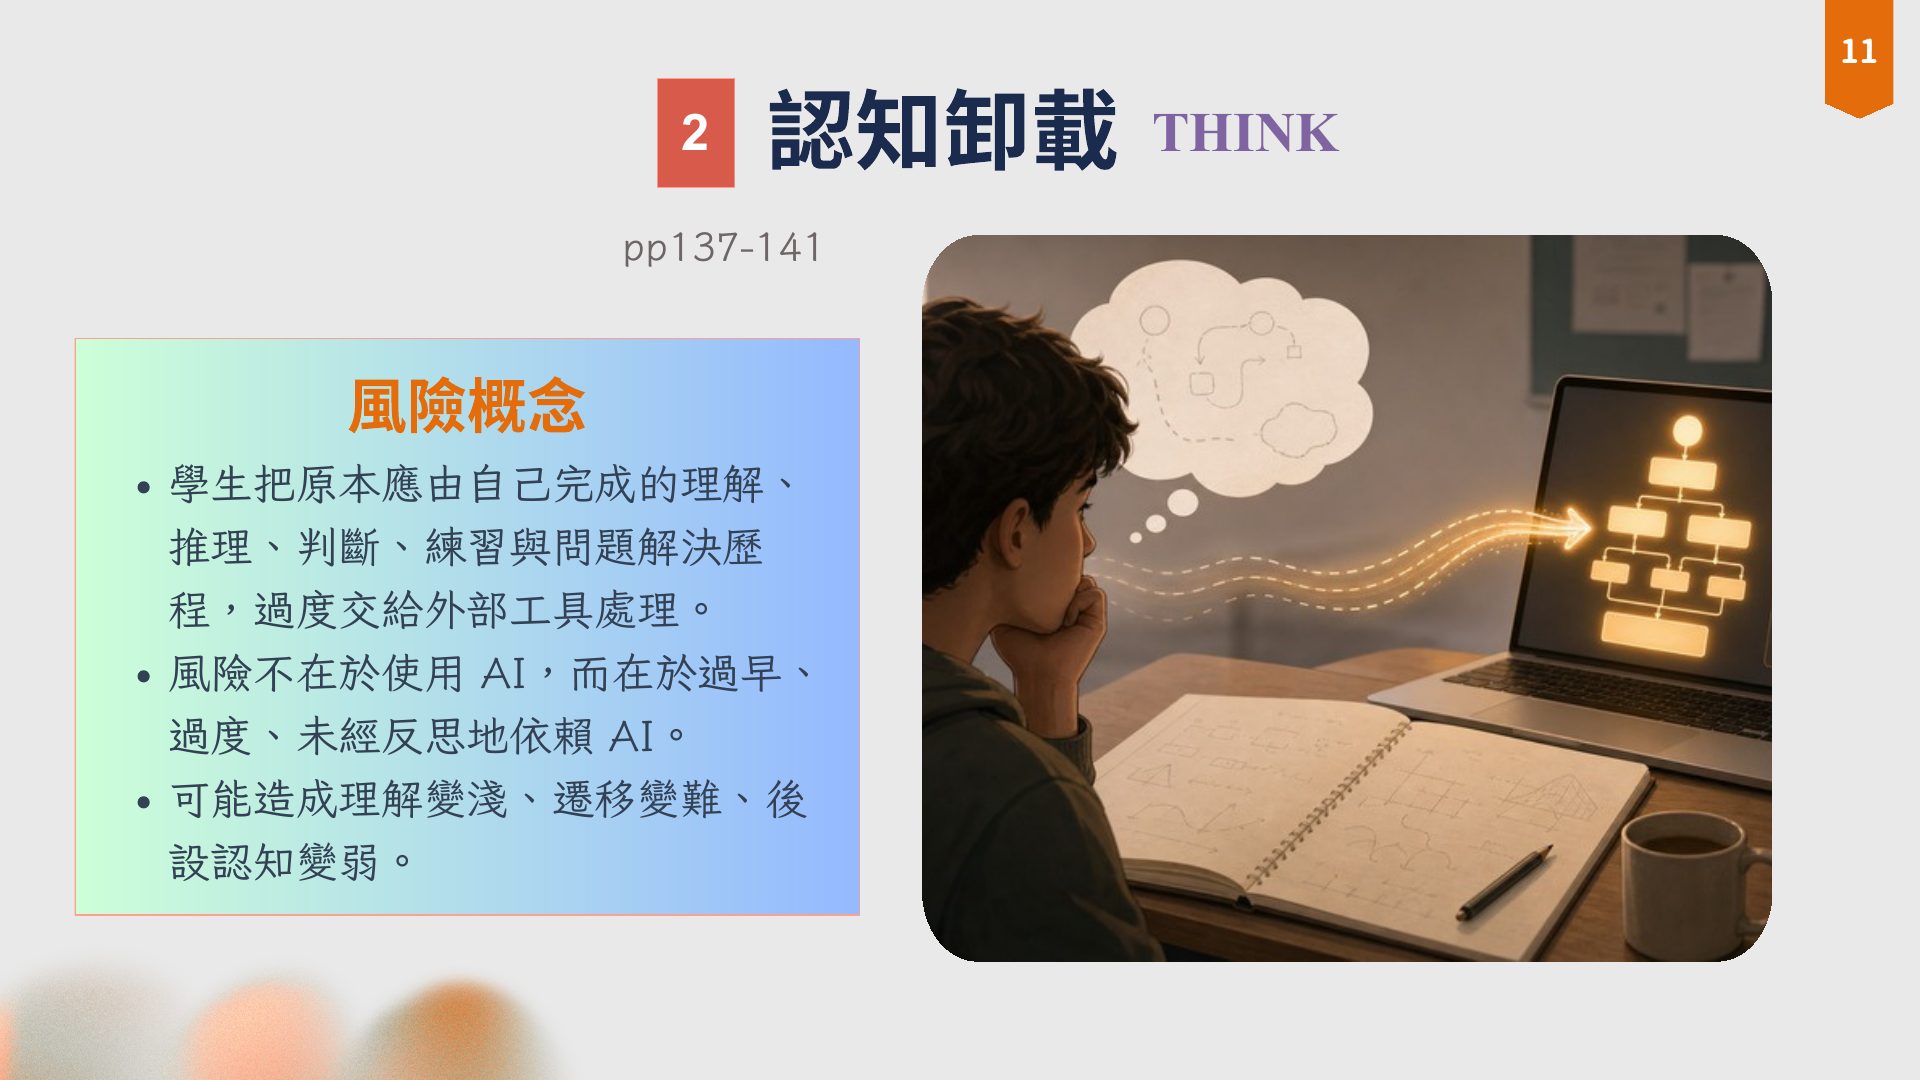 11
2 認知卸載 THINK
pp137-141
風險概念
• 學生把原本應由自己完成的理解、
推理、判斷、練習與問題解決歷
程，過度交給外部工具處理。
• 風險不在於使用 AI，而在於過早、
過度、未經反思地依賴 AI。
• 可能造成理解變淺、遷移變難、後
設認知變弱。